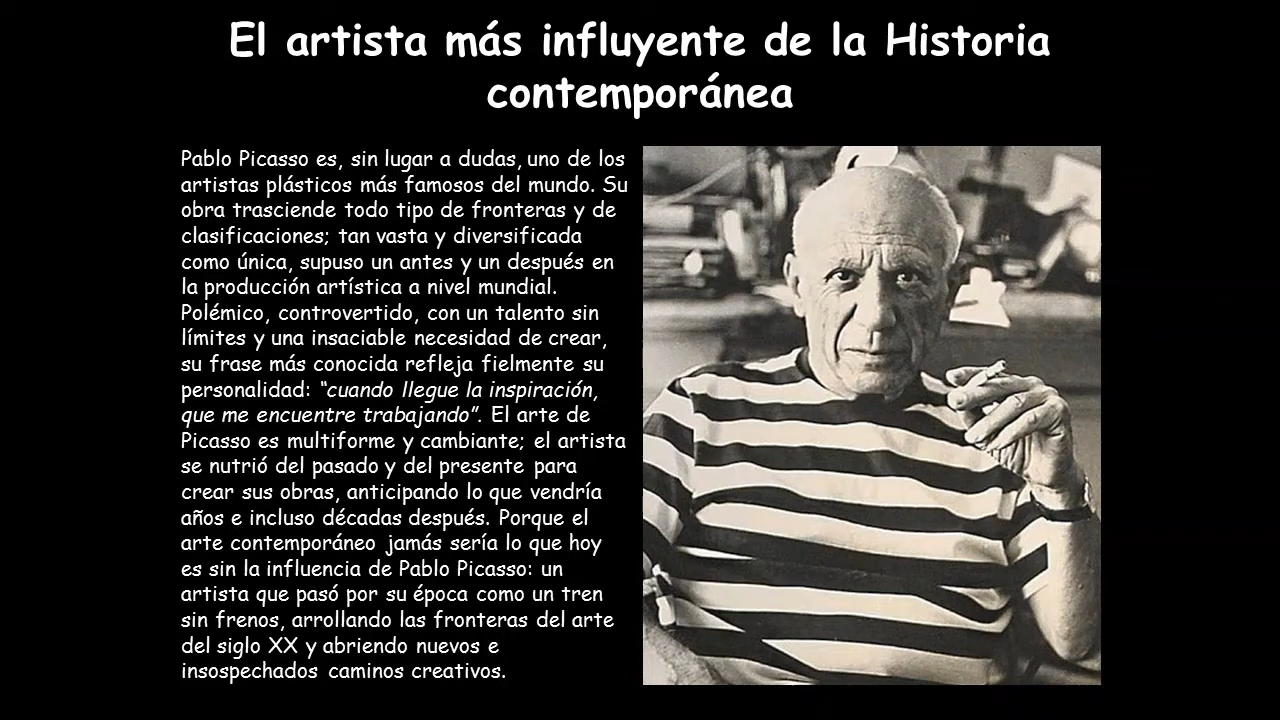 El artista más influyente de la Historia
contemporánea
Pablo Picasso es, sin lugar a dudas, uno de los
artistas plásticos más famosos del mundo. Su
obra trasciende todo tipo de fronteras y de
clasificaciones; tan vasta y diversificada
como única, supuso un antes y un después en
la producción artística a nivel mundial.
Polémico, controvertido, con un talento sin
límites y una insaciable necesidad de crear,
su frase más conocida refleja fielmente su
personalidad: “cuando llegue la inspiración,
que me encuentre trabajando”. El arte de
Picasso es multiforme y cambiante; el artista
se nutrió del pasado y del presente para
crear sus obras, anticipando lo que vendría
años e incluso décadas después. Porque el
arte contemporáneo jamás sería lo que hoy
es sin la influencia de Pablo Picasso: un
artista que pasó por su época como un tren
sin frenos, arrollando las fronteras del arte
del siglo XX y abriendo nuevos e
insospechados caminos creativos.